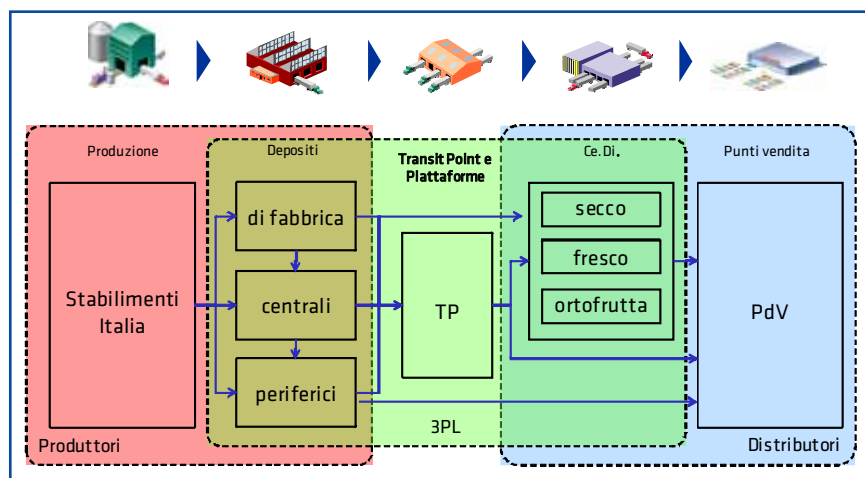 Produzione
Depositi
Transit Point e
Piattaforme
Ce.Di.
Punti vendita
Stabilimenti
Italia
di fabbrica
centrali
periferici
TP
secco
fresco
ortofrutta
PdV
3PL
Produttori
Distributori